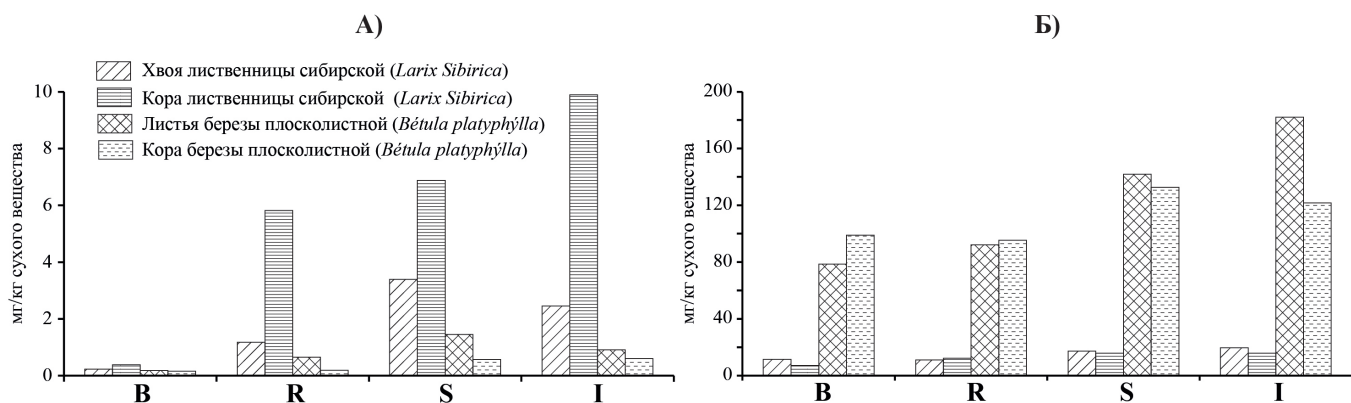 А)
Хвоя лиственницы сибирской (Larix Sibirica)
Кора лиственницы сибирской (Larix Sibirica)
Листья березы плосколистной (Bétula platyphýlla)
Кора березы плосколистной (Bétula platyphýlla)
мг/кг сухого вещества
10
8
6
4
2
0
B R S I
Б)
мг/кг сухого вещества
200
160
120
80
40
0
B R S I